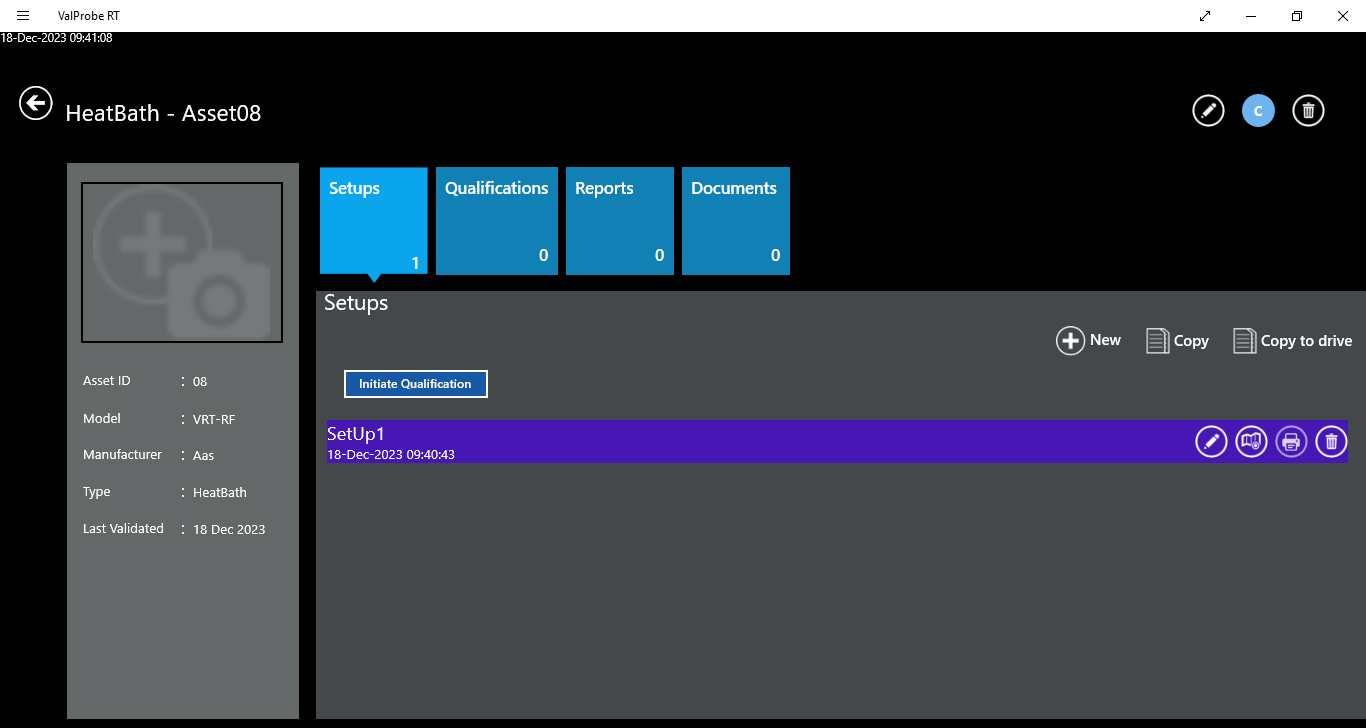 ValProbe RT
18-Dec-2023 09:41:08
HeatBath - Asset08
C
Setups
1
Qualifications
0
Reports
0
Documents
0
Setups
New
Copy
Copy to drive
Initiate Qualification
SetUp1
18-Dec-2023 09:40:43
Asset ID : 08
Model : VRT-RF
Manufacturer : Aas
Type : HeatBath
Last Validated : 18 Dec 2023